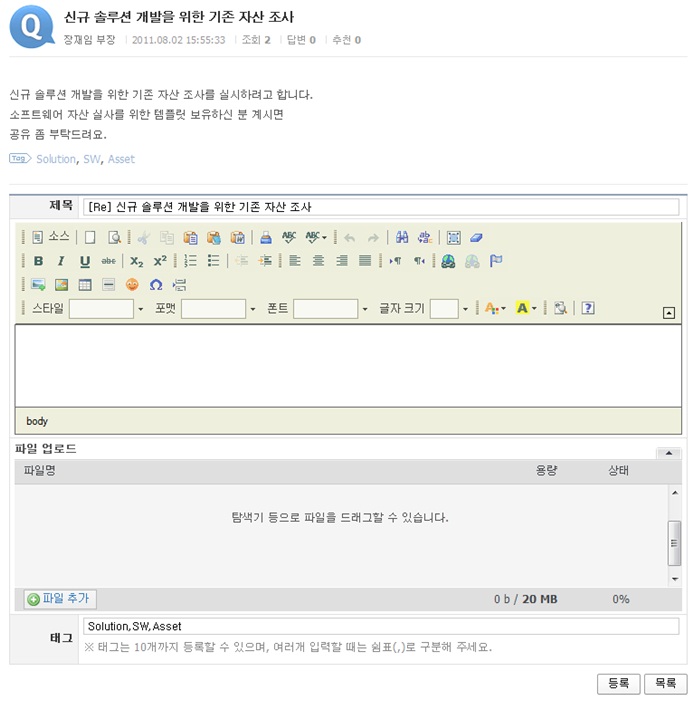 Q 신규 솔루션 개발을 위한 기존 자산 조사
장재임 부장 2011.08.02 15:55:33 조회 2 답변 0 추천 0
신규 솔루션 개발을 위한 기존 자산 조사를 실시하려고 합니다.
소프트웨어 자산 실사를 위한 템플릿 보유하신 분 계시면
공유 좀 부탁드려요.
Tag Solution, SW, Asset
제목 [Re] 신규 솔루션 개발을 위한 기존 자산 조사
소스 ABC ABC
B I U abc X2 X2
스타일 포맷 폰트 글자 크기 A A ?
body
파일 업로드
파일명 용량 상태
탐색기 등으로 파일을 드래그할 수 있습니다.
파일 추가 0 b / 20 MB 0%
태그 Solution,SW,Asset
※ 태그는 10개까지 등록할 수 있으며, 여러개 입력할 때는 쉼표(,)로 구분해 주세요.
등록 목록